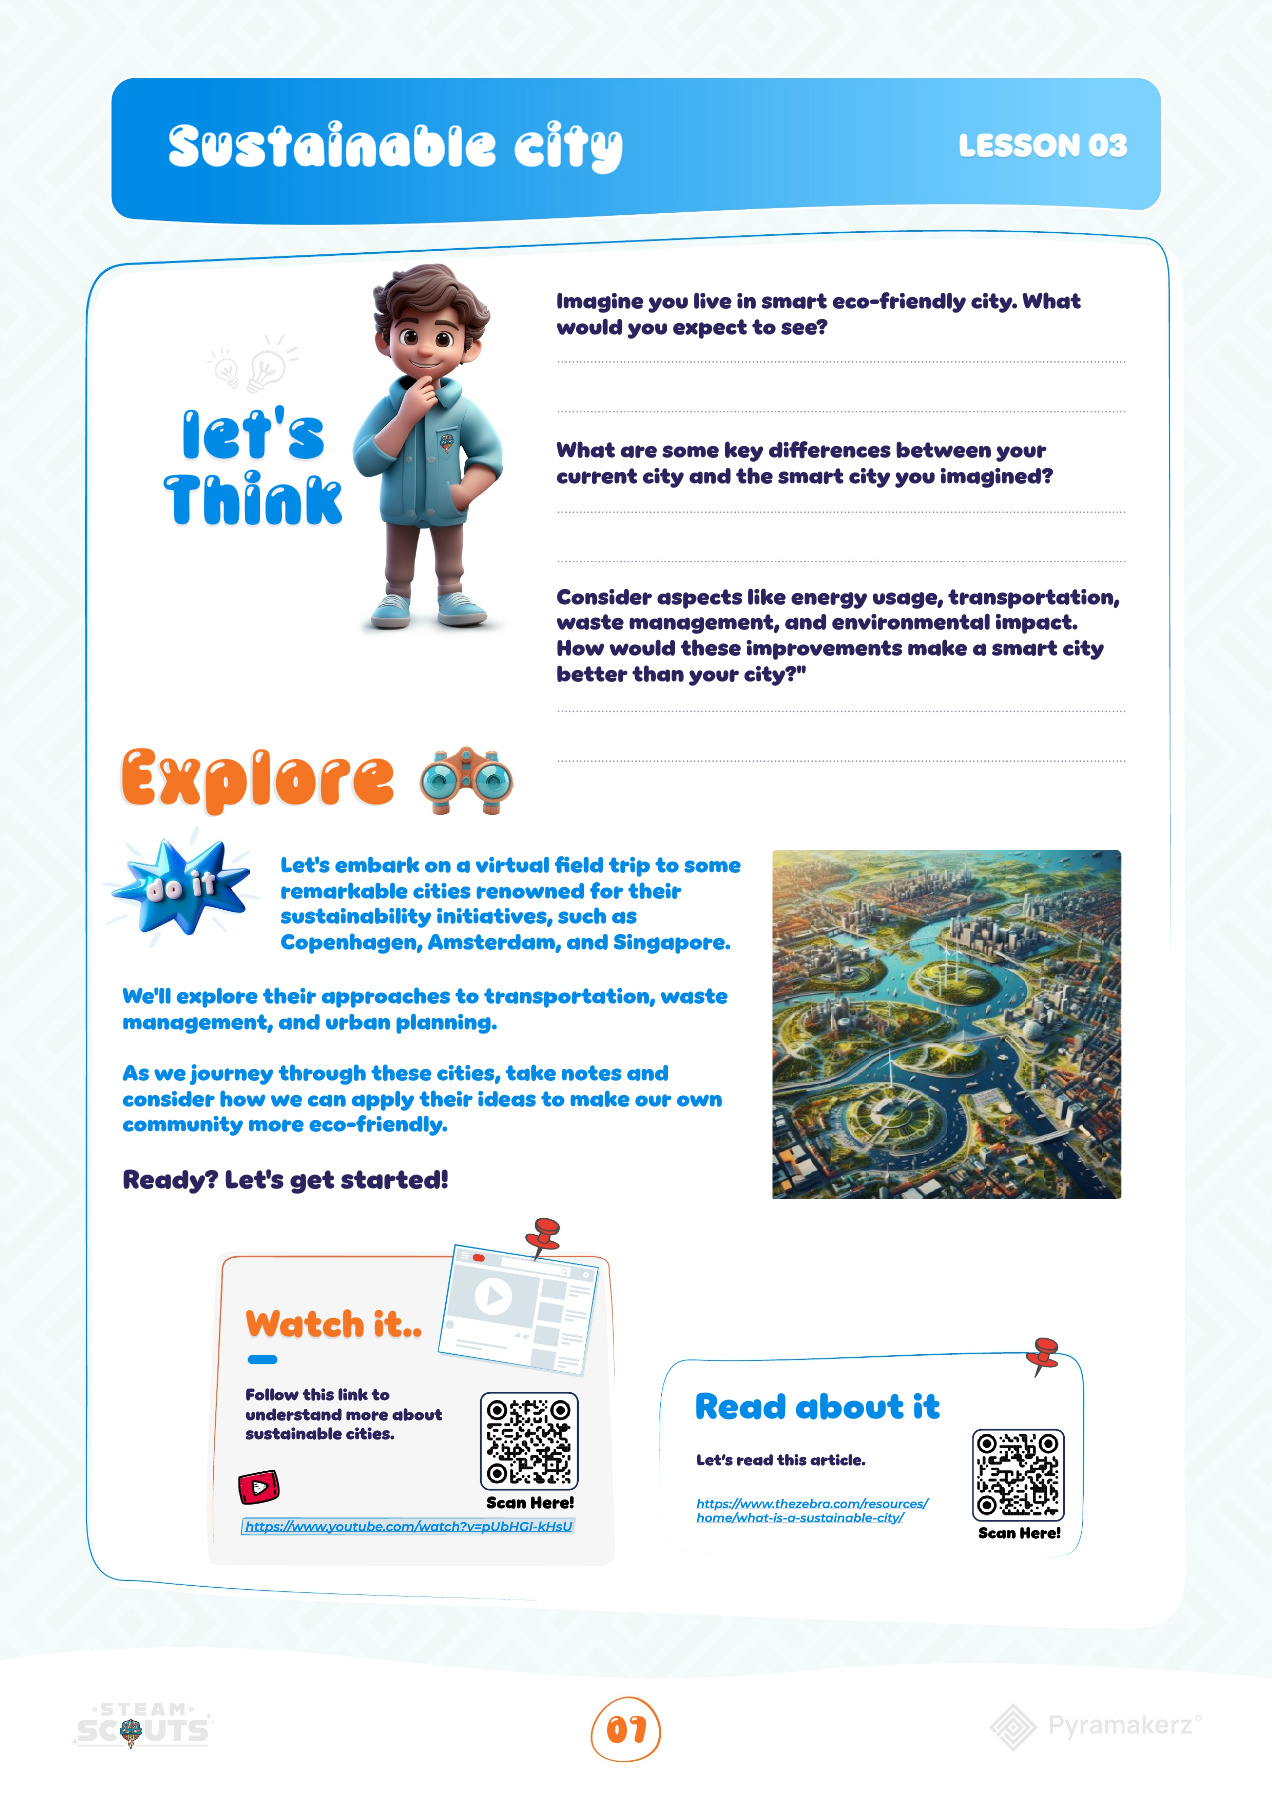 Sustainable city
LESSON 03
let's
Think
Imagine you live in smart eco-friendly city. What
would you expect to see?
What are some key differences between your
current city and the smart city you imagined?
Consider aspects like energy usage, transportation,
waste management, and environmental impact.
How would these improvements make a smart city
better than your city?"
Explore
do it
Let's embark on a virtual field trip to some
remarkable cities renowned for their
sustainability initiatives, such as
Copenhagen, Amsterdam, and Singapore.
We'll explore their approaches to transportation, waste
management, and urban planning.
As we journey through these cities, take notes and
consider how we can apply their ideas to make our own
community more eco-friendly.
Ready? Let's get started!
Watch it..
Follow this link to
understand more about
sustainable cities.
Scan Here!
https://www.youtube.com/watch?v=pUbHGI-kHsU
Read about it
Let's read this article.
https://www.thezebra.com/resources/
home/what-is-a-sustainable-city/
Scan Here!
STEAM
SCOUTS
07
Pyramakerz